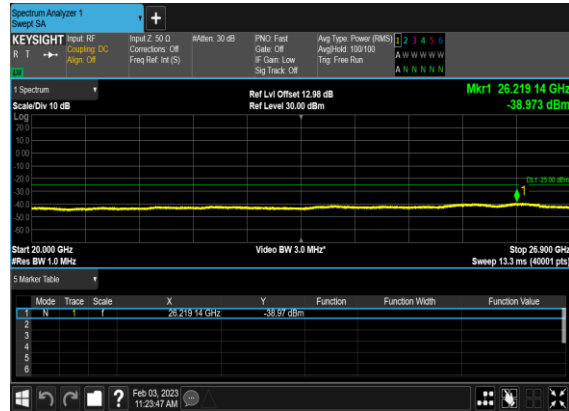 Spectrum Analyzer 1
Swept SA
+
KEYSIGHT
R T
Input: RF
Coupling: DC
Align: Off
Input Z: 50 Ω
Corrections: Off
Freq Ref: Int (S)
#Atten: 30 dB
PNO: Fast
Gate: Off
IF Gain: Low
Sig Track: Off
Avg Type: Power (RMS)
Avg|Hold: 100/100
Trig: Free Run
1 2 3 4 5 6
A W W W W W
A N N N N N
1 Spectrum
Scale/Div 10 dB
Ref Lvl Offset 12.98 dB
Ref Level 30.00 dBm
Mkr1 26.219 14 GHz
-38.973 dBm
Log
20.0
10.0
0.00
-10.0
-20.0
-30.0
-40.0
-50.0
-60.0
DL1 -25.00 dBm
1
Start 20.000 GHz
#Res BW 1.0 MHz
Video BW 3.0 MHz*
Stop 26.900 GHz
Sweep 13.3 ms (40001 pts)
5 Marker Table
Mode Trace Scale X Y Function Function Width Function Value
1 N 1 f 26.219 14 GHz -38.97 dBm
2
3
4
5
6
?
Feb 03, 2023
11:23:47 AM